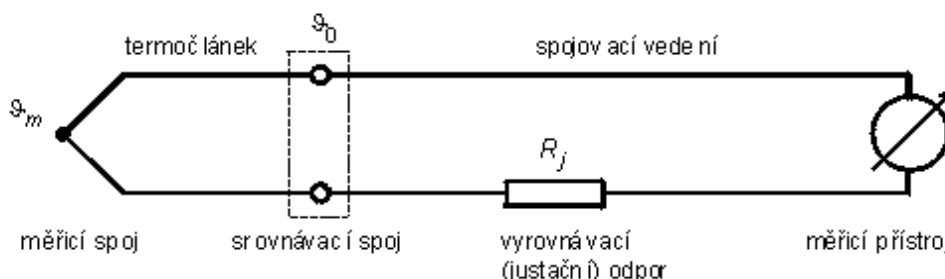 termočlánek
ϑ0
spojovací vedení
ϑm
Rj
měřicí spoj
srovnávací spoj
vyrovnávací
(justační) odpor
měřicí přístroj